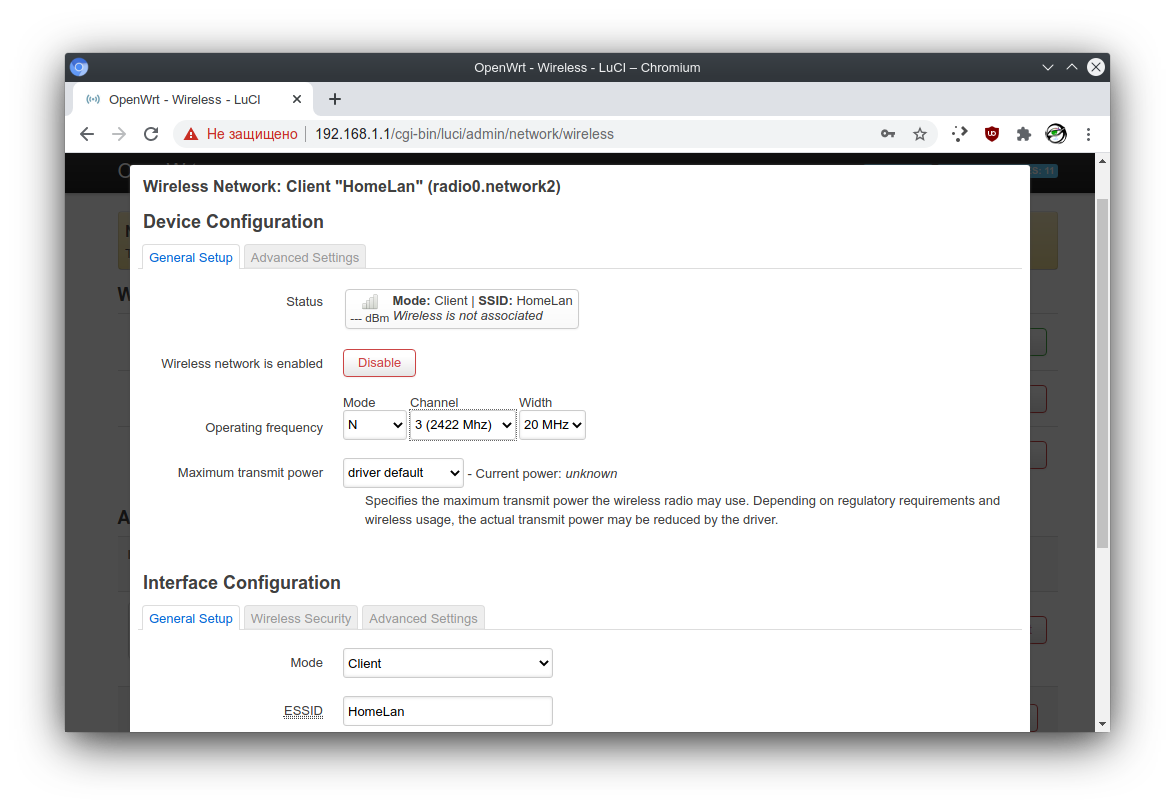 OpenWrt - Wireless - LuCI – Chromium
OpenWrt - Wireless - LuCI
Не защищено 192.168.1.1/cgi-bin/luci/admin/network/wireless
Wireless Network: Client "HomeLan" (radio0.network2)
Device Configuration
General Setup Advanced Settings
Status
Mode: Client | SSID: HomeLan
--- dBm Wireless is not associated
Wireless network is enabled Disable
Mode Channel Width
Operating frequency N 3 (2422 Mhz) 20 MHz
Maximum transmit power driver default - Current power: unknown
Specifies the maximum transmit power the wireless radio may use. Depending on regulatory requirements and
wireless usage, the actual transmit power may be reduced by the driver.
Interface Configuration
General Setup Wireless Security Advanced Settings
Mode Client
ESSID HomeLan